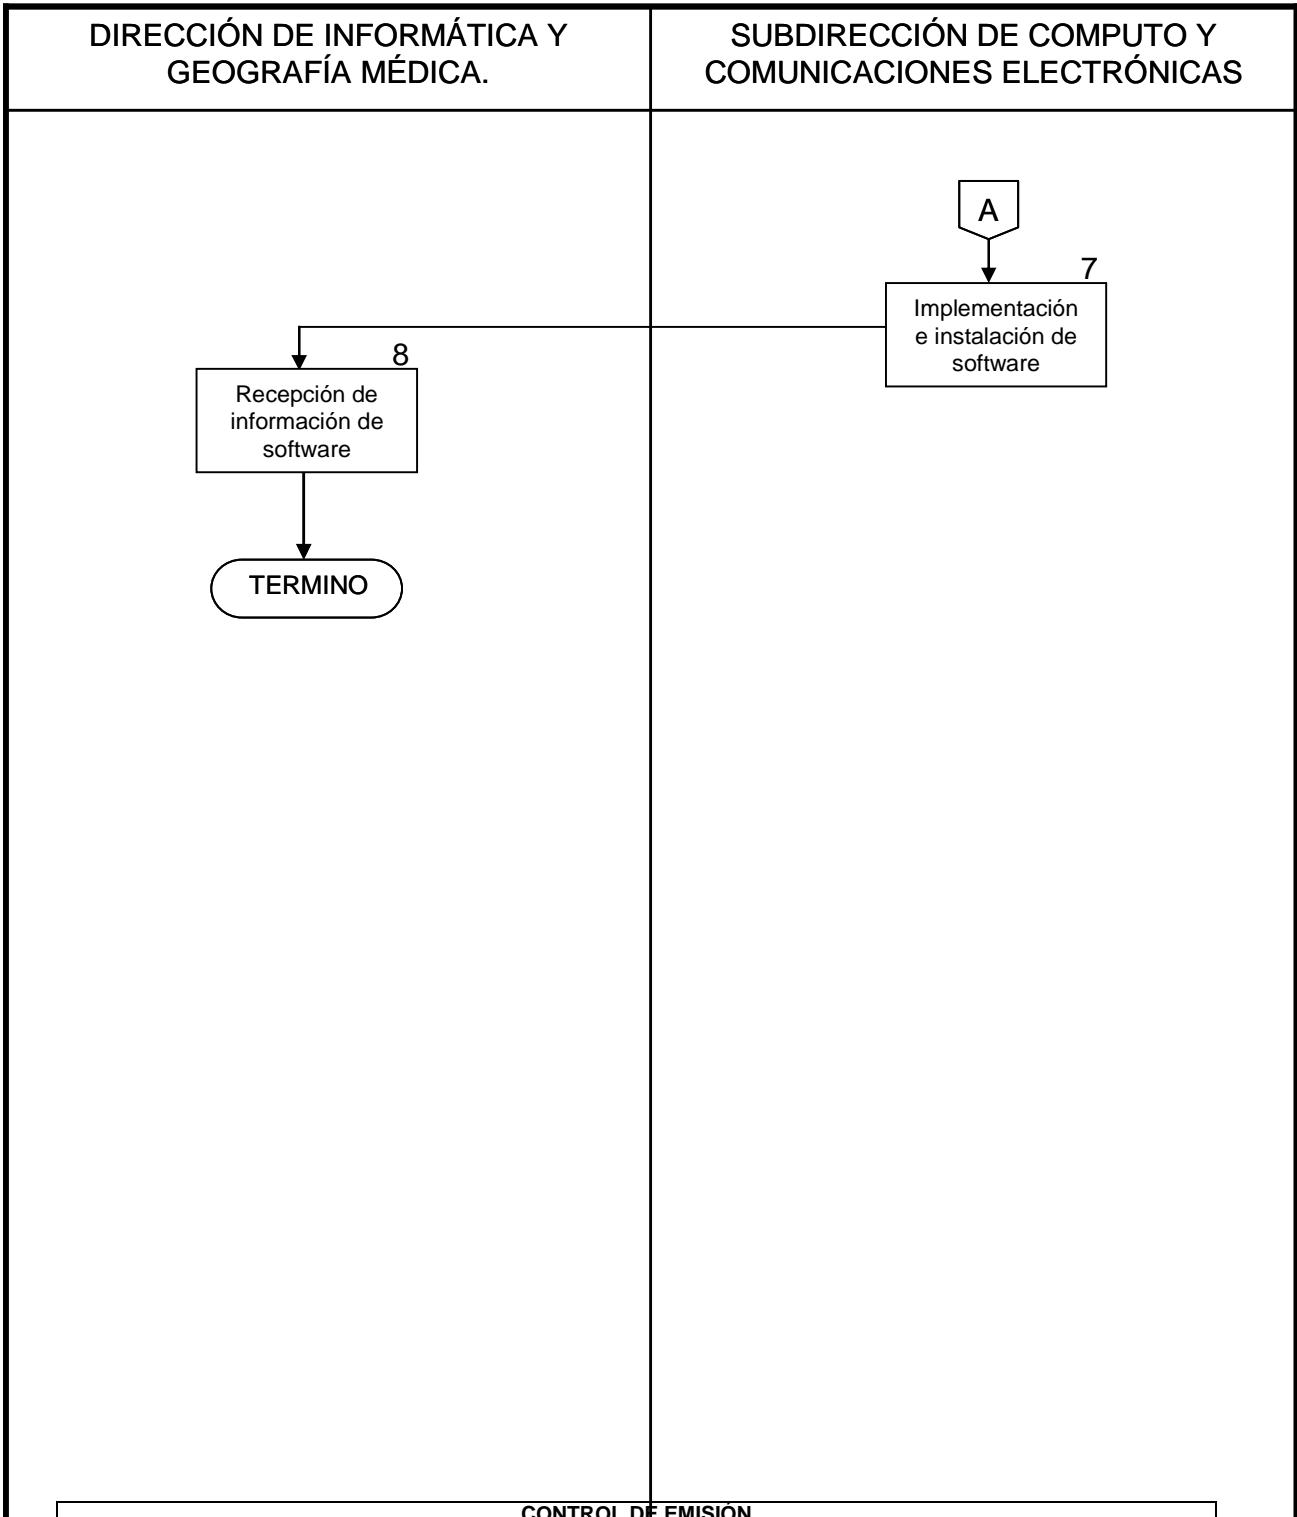 DIRECCIÓN DE INFORMÁTICA Y
GEOGRAFÍA MÉDICA.
SUBDIRECCIÓN DE COMPUTO Y
COMUNICACIONES ELECTRÓNICAS
A
7
Implementación
e instalación de
software
8
Recepción de
información de
software
TERMINO
CONTROL DE EMISIÓN